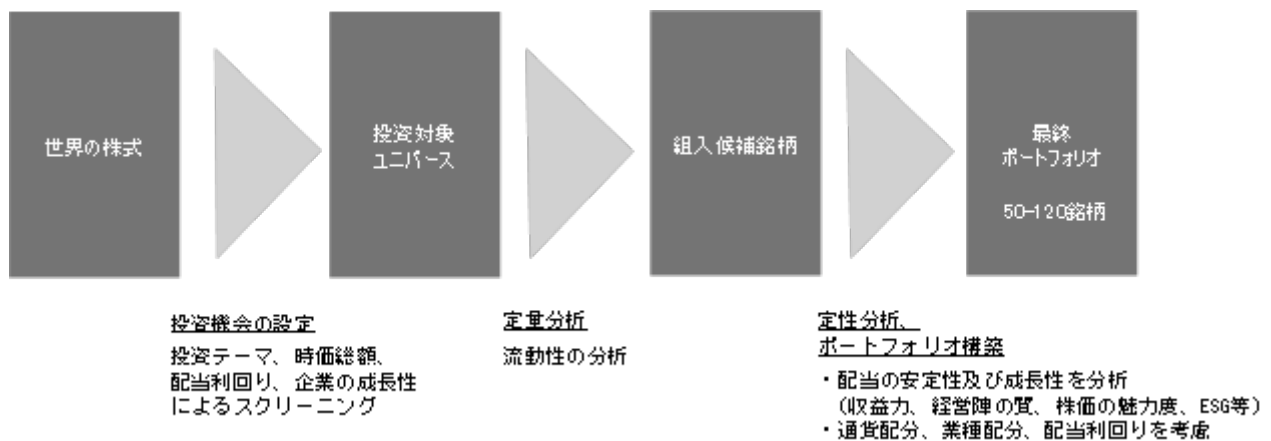 世界の株式
投資対象
ユニバース
組入候補銘柄
最終
ポートフォリオ
50-120銘柄
投資機会の設定
投資テーマ、時価総額、
配当利回り、企業の成長性
によるスクリーニング
定量分析
流動性の分析
定性分析、
ポートフォリオ構築
・配当の安定性及び成長性を分析
（収益力、経営陣の質、株価の魅力度、ESG等）
・通貨配分、業種配分、配当利回りを考慮